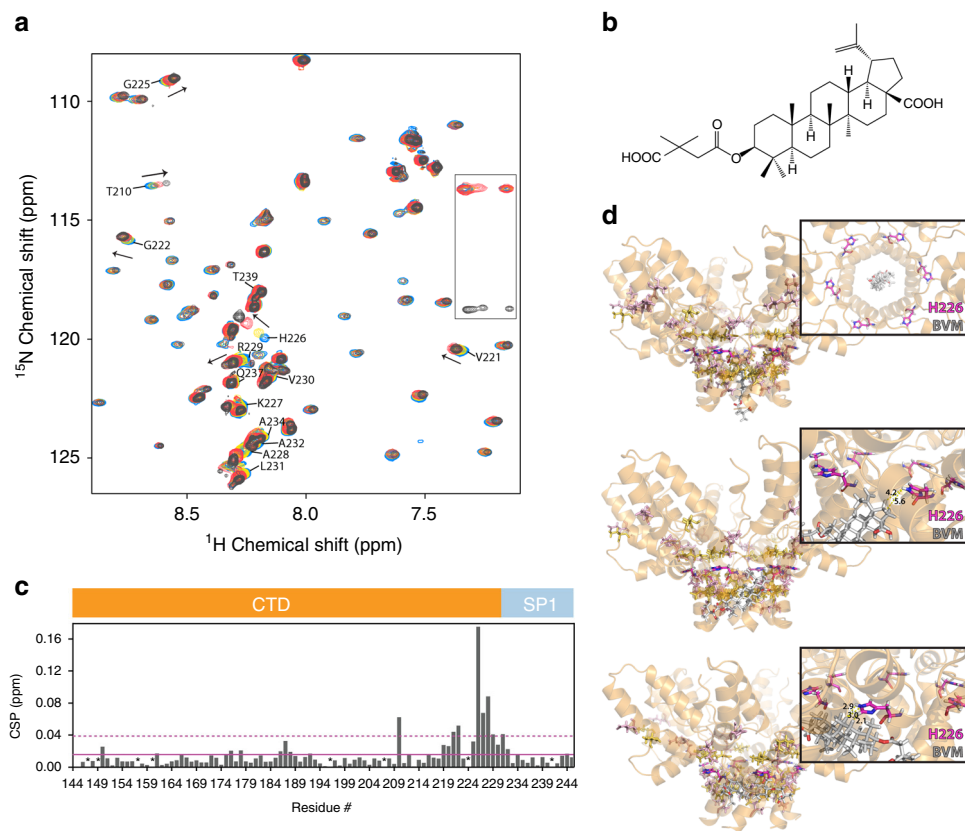 a
G225
T210
G222
T239
H226
R229
Q237
V230
V221
K227
A234
A232
A228
L231
110
115
120
125
8.5
8.0
7.5
¹⁵N Chemical shift (ppm)
¹H Chemical shift (ppm)
b
HOOC
O
O
H
H
H
H
COOH
c
CTD
SP1
CSP (ppm)
0.16
0.12
0.08
0.04
0.00
144 149 154 159 164 169 174 179 184 189 194 199 204 209 214 219 224 229 234 239 244
Residue #
d
H226
BVM
4.2
5.6
H226
BVM
2.9
3.0
2.1
H226
BVM